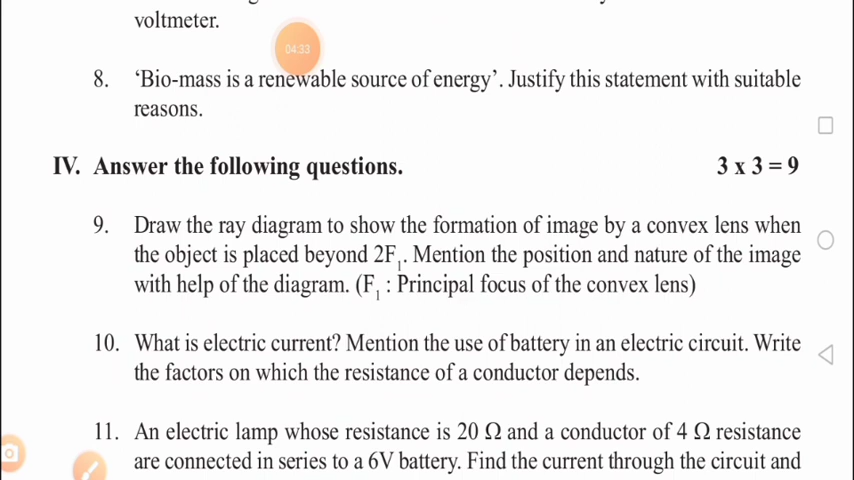 voltmeter.
04:33
8. ‘Bio-mass is a renewable source of energy’. Justify this statement with suitable
reasons.
IV. Answer the following questions. 3 x 3 = 9
9. Draw the ray diagram to show the formation of image by a convex lens when
the object is placed beyond 2F₁. Mention the position and nature of the image
with help of the diagram. (F₁ : Principal focus of the convex lens)
10. What is electric current? Mention the use of battery in an electric circuit. Write
the factors on which the resistance of a conductor depends.
11. An electric lamp whose resistance is 20 Ω and a conductor of 4 Ω resistance
are connected in series to a 6V battery. Find the current through the circuit and